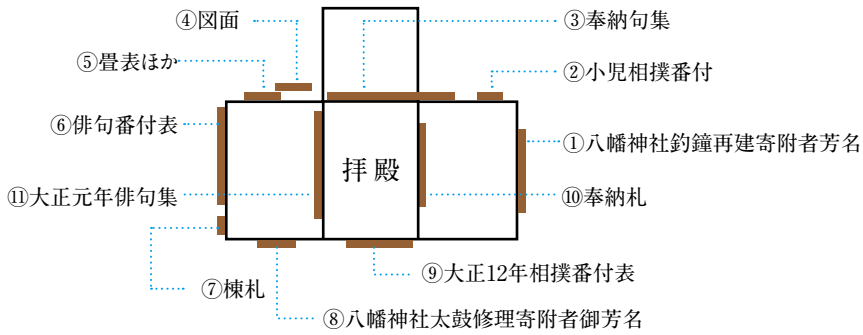 ④図面
③奉納句集
⑤畳表ほか
②小児相撲番付
⑥俳句番付表
①八幡神社釣鐘再建寄附者芳名
拝殿
⑪大正元年俳句集
⑩奉納札
⑨大正12年相撲番付表
⑦棟札
⑧八幡神社太鼓修理寄附者御芳名